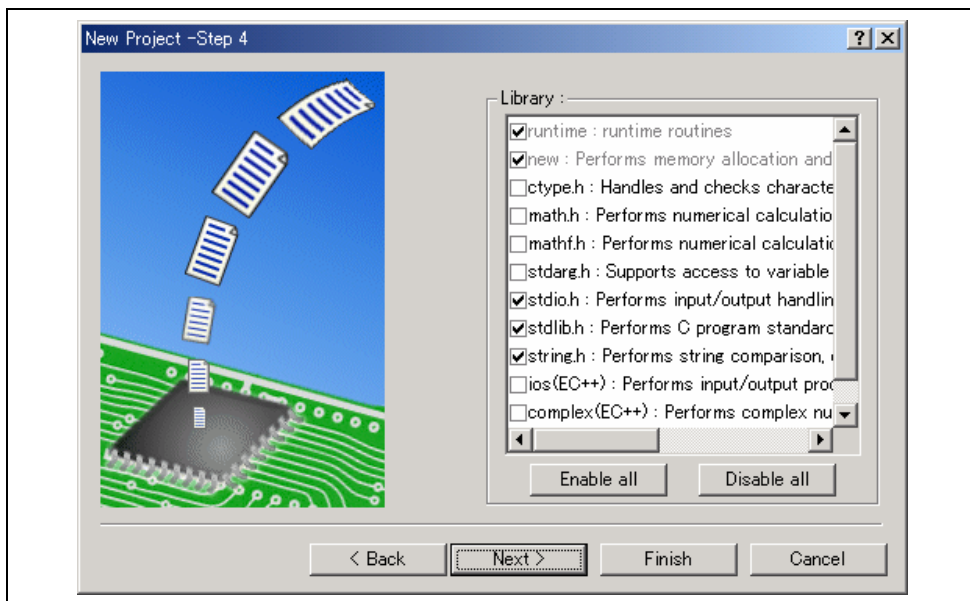 New Project -Step 4
Library :
runtime : runtime routines
new : Performs memory allocation and
ctype.h : Handles and checks characte
math.h : Performs numerical calculatio
mathf.h : Performs numerical calculatic
stdarg.h : Supports access to variable
stdio.h : Performs input/output handlin
stdlib.h : Performs C program standarc
string.h : Performs string comparison,
ios(EC++) : Performs input/output proc
complex(EC++) : Performs complex nu
Enable all
Disable all
< Back
Next >
Finish
Cancel